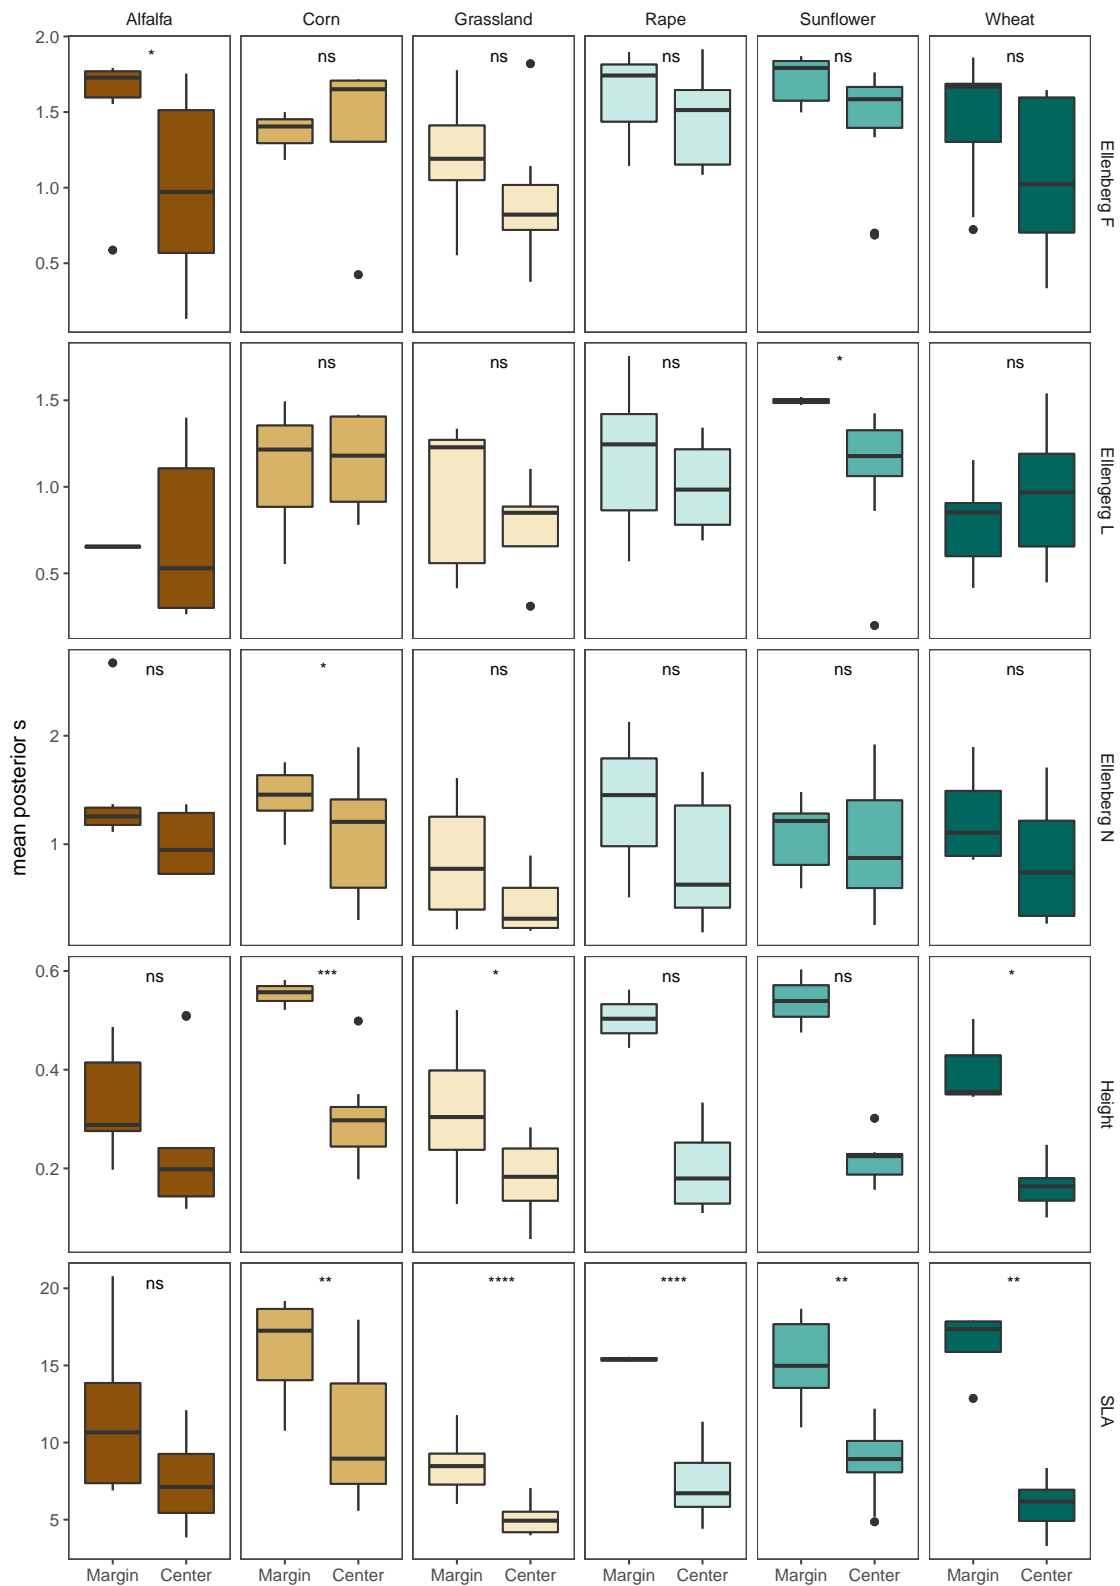 Alfalfa Corn Grassland Rape Sunflower Wheat
2.0 * ns ns ns ns ns
1.5
1.0
0.5
Ellenberg F
ns ns ns * ns
1.5
1.0
0.5
Ellengerg L
ns * ns ns ns ns
2
1
Ellenberg N
mean posterior s
0.6 ns *** * ns ns *
0.4
0.2
Height
20 ns ** **** **** ** **
15
10
5
SLA
Margin Center Margin Center Margin Center Margin Center Margin Center Margin Center